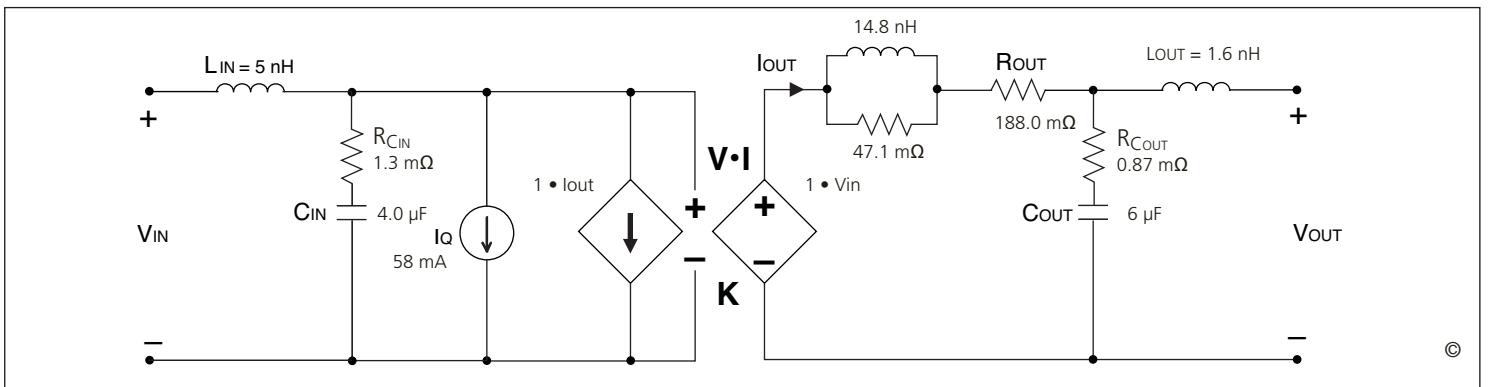 LIN = 5 nH
+
VIN
−
RCIN
1.3 mΩ
CIN
4.0 µF
IQ
58 mA
1 • Iout
+
−
V•I
K
+
−
1 • Vin
IOUT
14.8 nH
47.1 mΩ
ROUT
188.0 mΩ
RCOUT
0.87 mΩ
COUT
6 µF
LOUT = 1.6 nH
+
VOUT
−
©